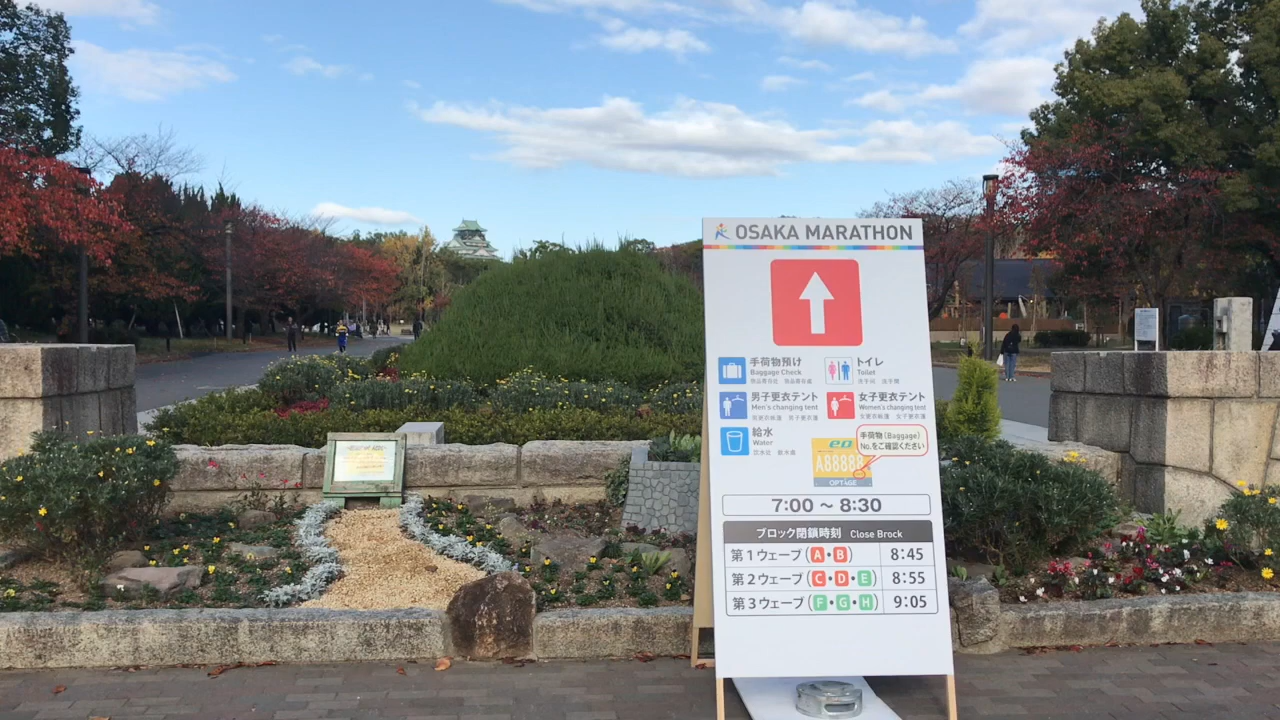 OSAKA MARATHON
手荷物預け
Baggage Check
トイレ
Toilet
男子更衣テント
Men's changing tent
女子更衣テント
Women's changing tent
給水
Water
手荷物(Baggage)
No.をご確認ください
eo
A88888
OPTAGE
7:00 ～ 8:30
ブロック閉鎖時刻 Close Brock
第1ウェーブ(A・B) 8:45
第2ウェーブ(C・D・E) 8:55
第3ウェーブ(F・G・H) 9:05